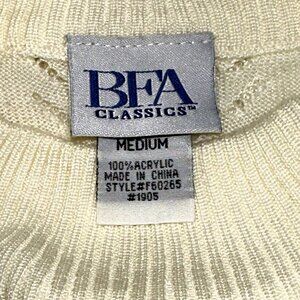 BFA
CLASSICS™
MEDIUM
100% ACRYLIC
MADE IN CHINA
STYLE#F60265
#1905